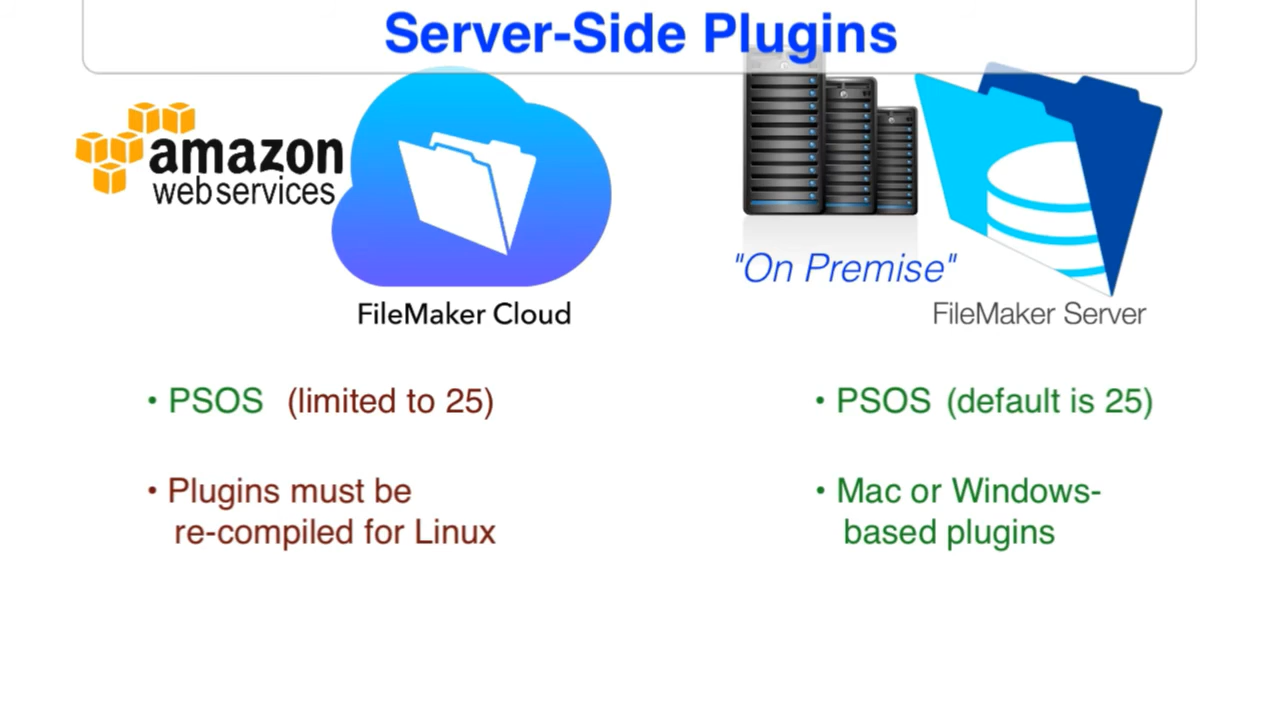 Server-Side Plugins
amazon
webservices
FileMaker Cloud
"On Premise"
FileMaker Server
• PSOS (limited to 25)
• Plugins must be
re-compiled for Linux
• PSOS (default is 25)
• Mac or Windows-
based plugins